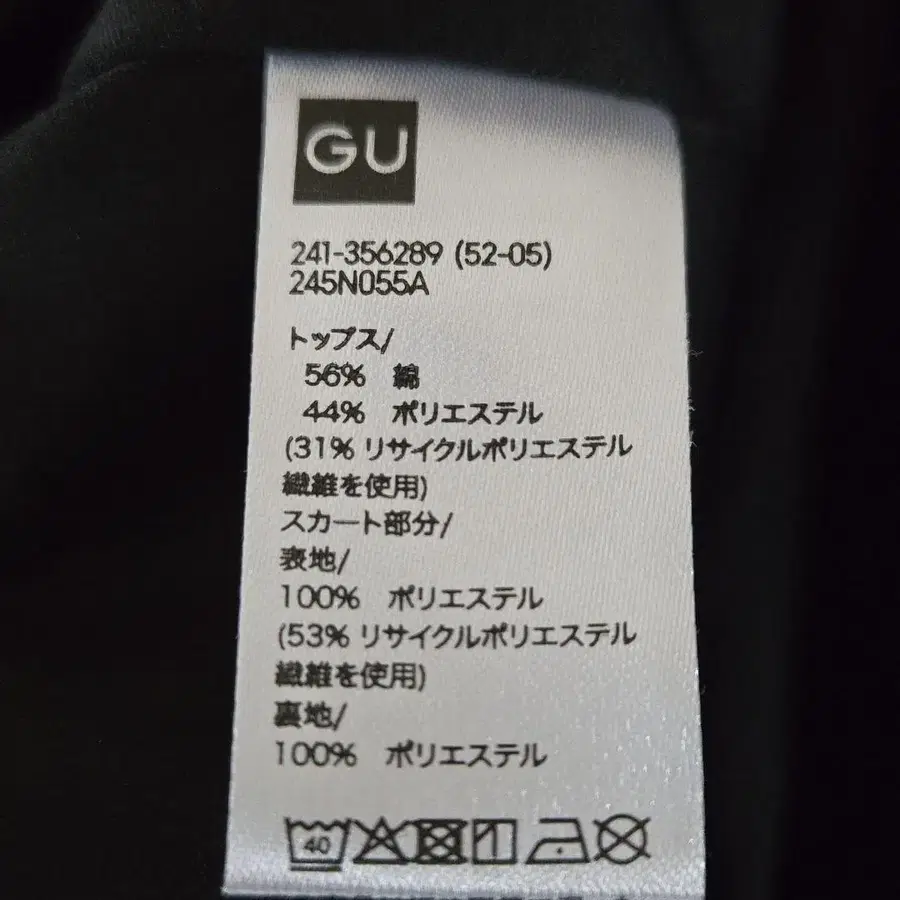 GU
241-356289 (52-05)
245N055A
トップス/
56% 綿
44% ポリエステル
(31% リサイクルポリエステル
繊維を使用)
スカート部分/
表地/
100% ポリエステル
(53% リサイクルポリエステル
繊維を使用)
裏地/
100% ポリエステル
40